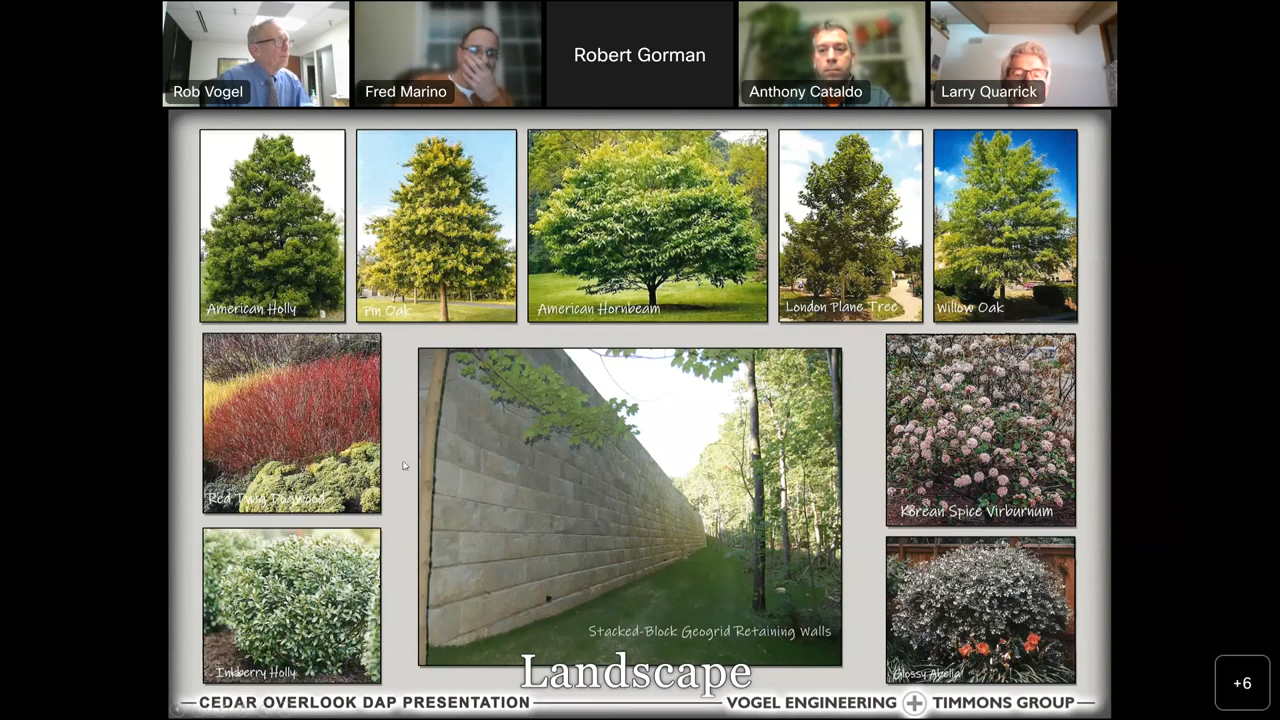 Rob Vogel
Fred Marino
Robert Gorman
Anthony Cataldo
Larry Quarrick
American Holly
Pin Oak
American Hornbeam
London Plane Tree
Willow Oak
Red Twig Dogwood
Korean Spice Virburnum
Inkberry Holly
Stacked-Block Geogrid Retaining Walls
Glossy Abelia
Landscape
CEDAR OVERLOOK DAP PRESENTATION
VOGEL ENGINEERING + TIMMONS GROUP
+6